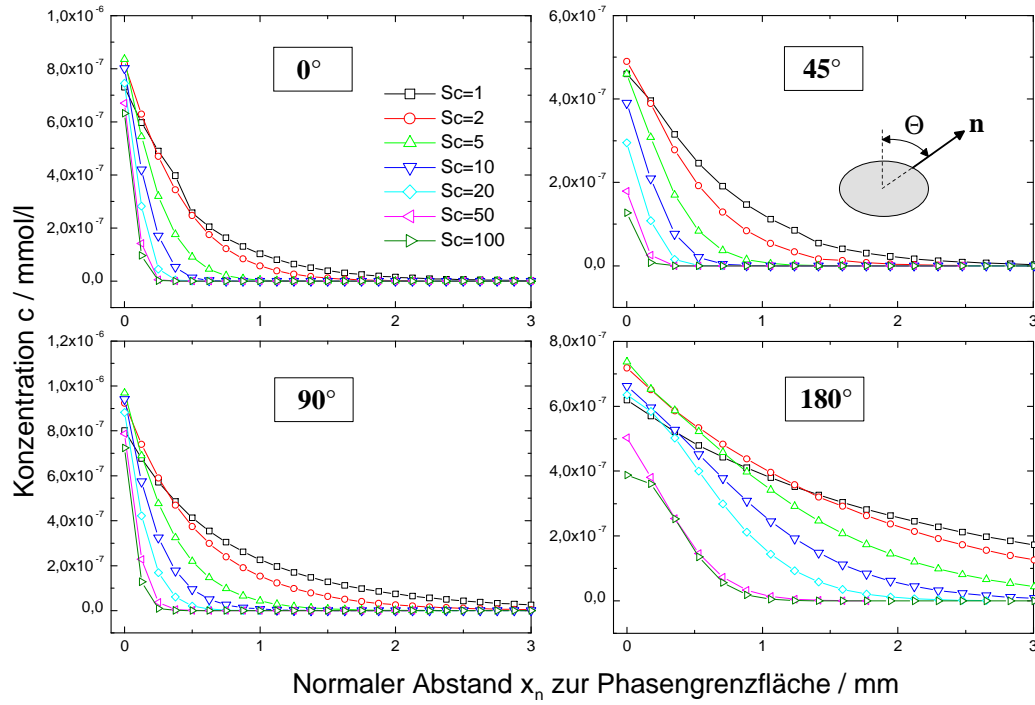 1,0x10⁻⁶
8,0x10⁻⁷
6,0x10⁻⁷
4,0x10⁻⁷
2,0x10⁻⁷
0,0
0 1 2 3
0°
Sc=1
Sc=2
Sc=5
Sc=10
Sc=20
Sc=50
Sc=100
6,0x10⁻⁷
4,0x10⁻⁷
2,0x10⁻⁷
0,0
0 1 2 3
45°
Θ
n
Konzentration c / mmol/l
1,2x10⁻⁶
1,0x10⁻⁶
8,0x10⁻⁷
6,0x10⁻⁷
4,0x10⁻⁷
2,0x10⁻⁷
0,0
0 1 2 3
90°
8,0x10⁻⁷
6,0x10⁻⁷
4,0x10⁻⁷
2,0x10⁻⁷
0,0
0 1 2 3
180°
Normaler Abstand xₙ zur Phasengrenzfläche / mm